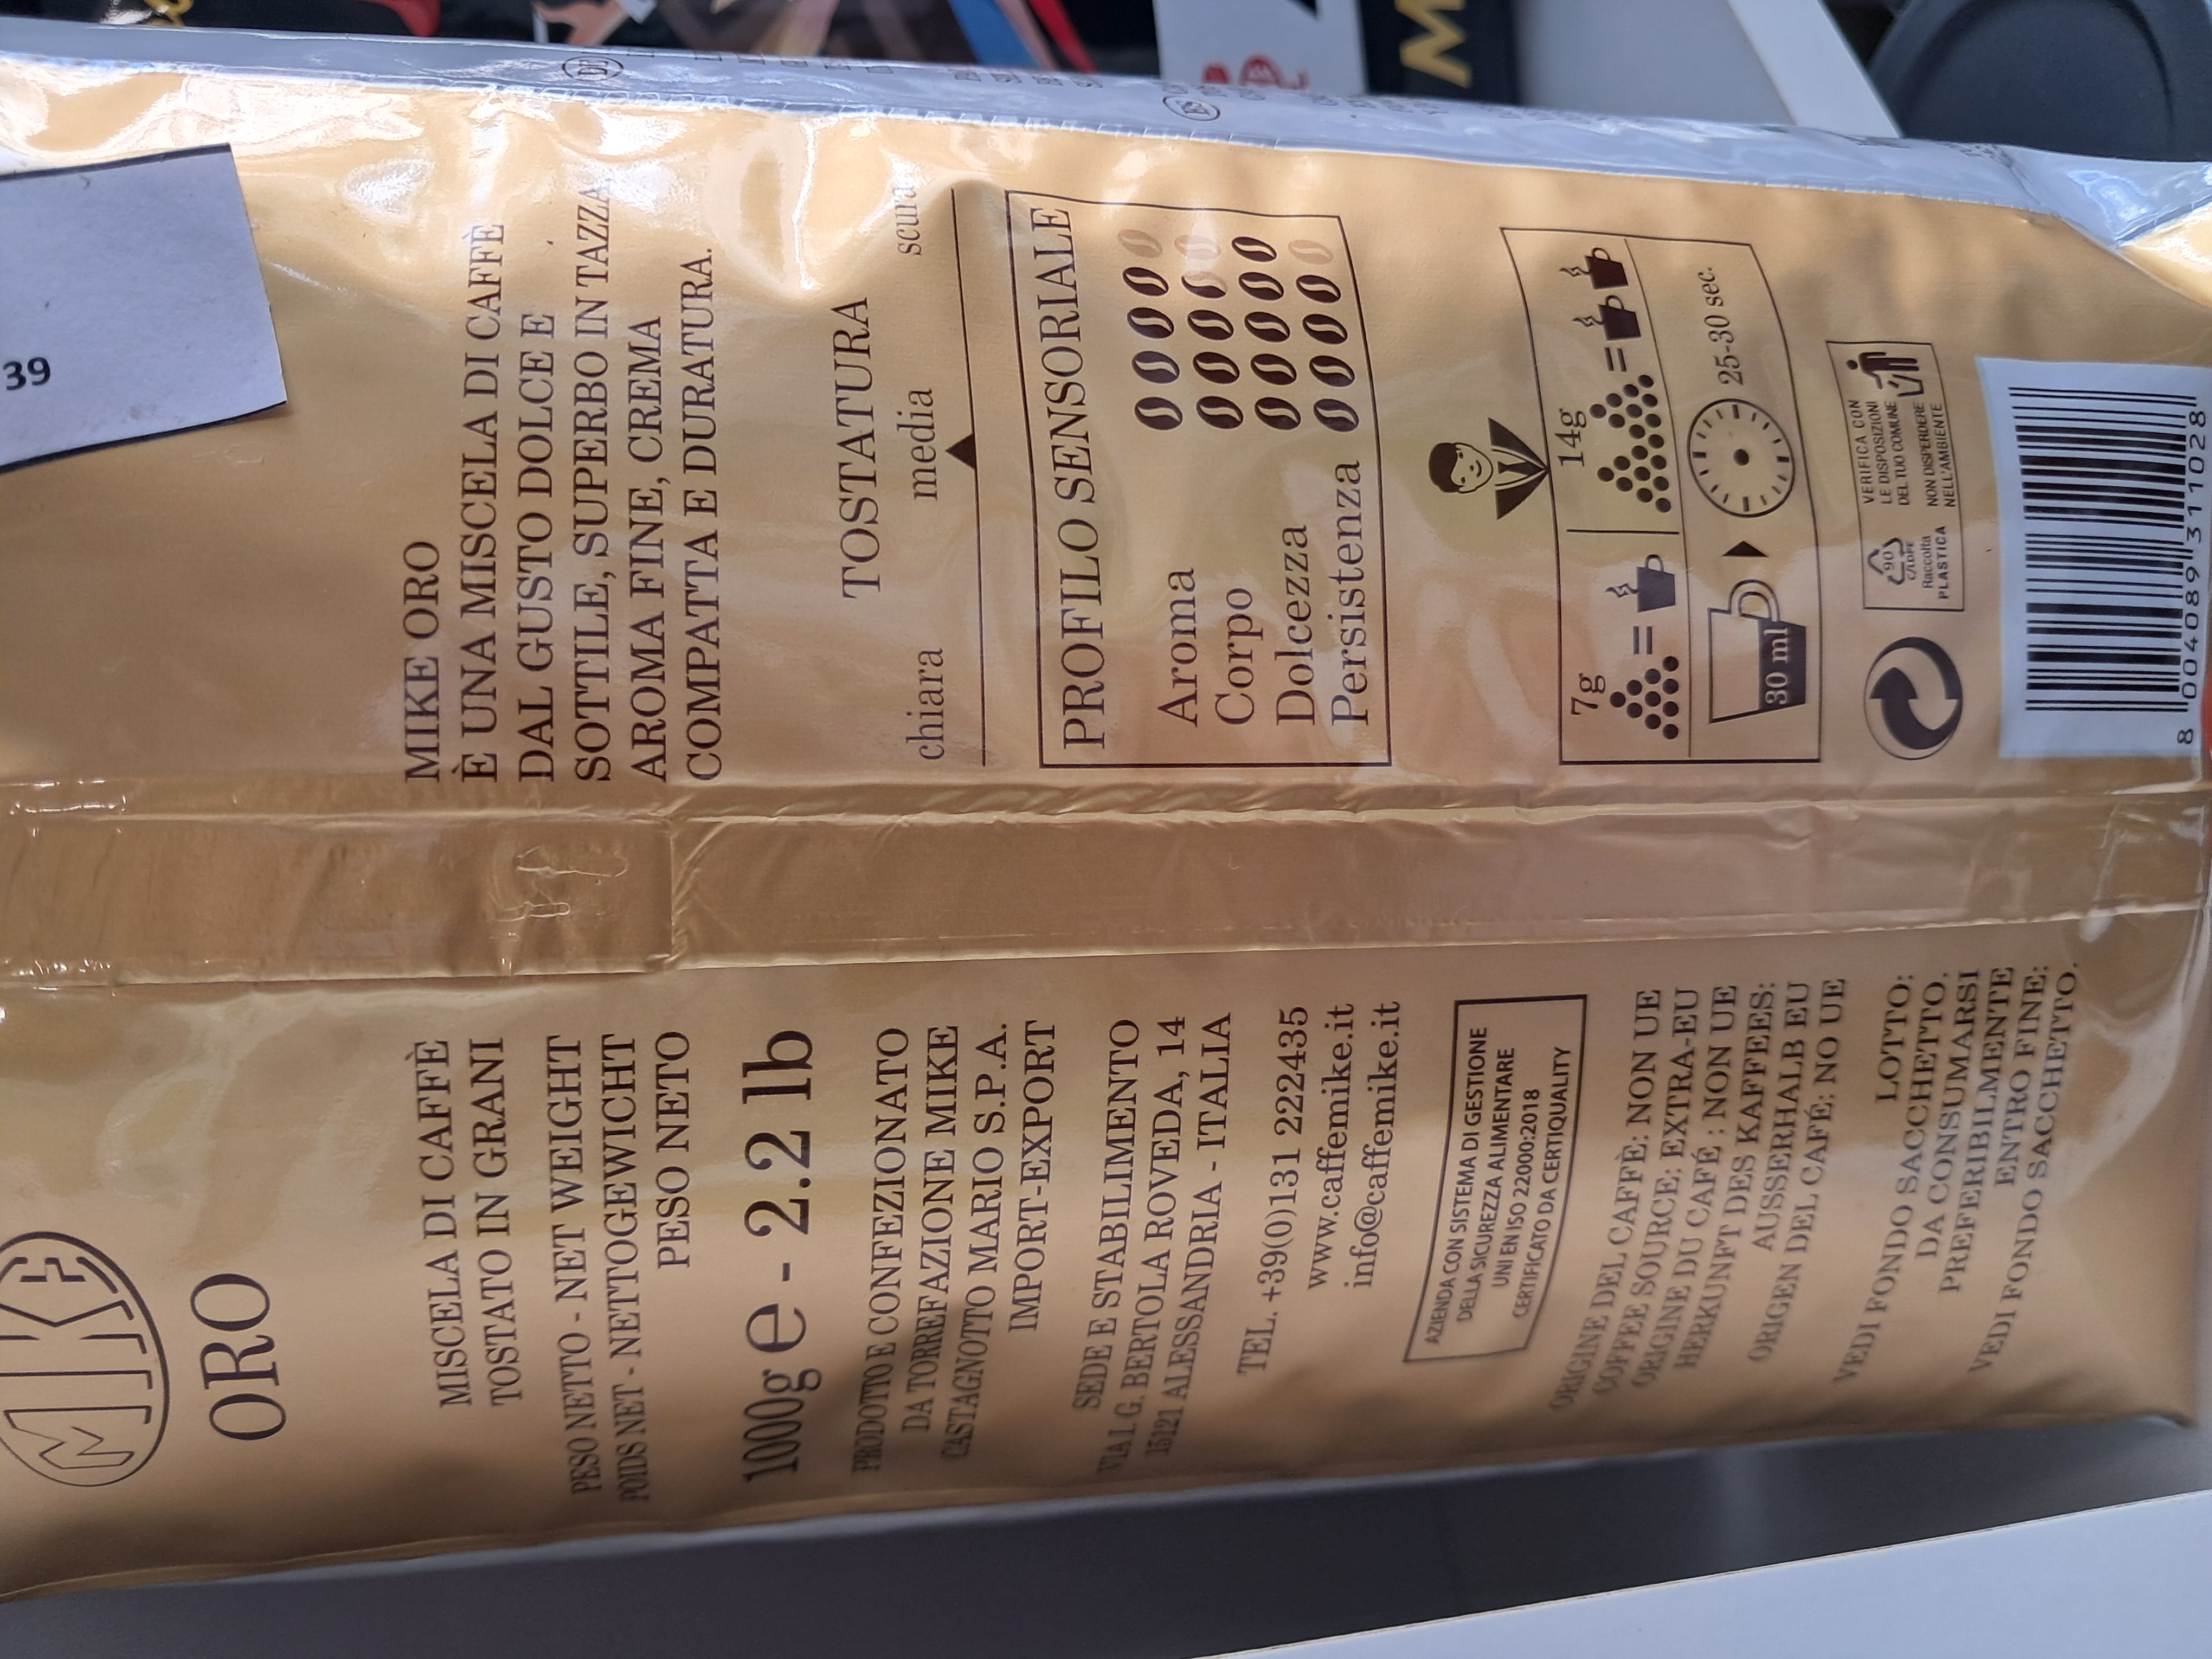 MIKE
ORO
MISCELA DI CAFFÈ
TOSTATO IN GRANI
PESO NETTO - NET WEIGHT
POIDS NET - NETTOGEWICHT
PESO NETO
1000g e - 2.2 lb
PRODOTTO E CONFEZIONATO
DA TORREFAZIONE MIKE
CASTAGNOTTO MARIO S.P.A.
IMPORT-EXPORT
SEDE E STABILIMENTO
VIA L.G. BERTOLA ROVEDA, 14
15121 ALESSANDRIA - ITALIA
TEL. +39(0)131 222435
www.caffemike.it
info@caffemike.it
AZIENDA CON SISTEMA DI GESTIONE
DELLA SICUREZZA ALIMENTARE
UNI EN ISO 22000:2018
CERTIFICATO DA CERTIQUALITY
ORIGINE DEL CAFFÈ: NON UE
COFFEE SOURCE: EXTRA-EU
ORIGINE DU CAFÉ : NON UE
HERKUNFT DES KAFFEES:
AUSSERHALB EU
ORIGEN DEL CAFÉ: NO UE
LOTTO:
VEDI FONDO SACCHETTO.
DA CONSUMARSI
PREFERIBILMENTE
ENTRO FINE:
VEDI FONDO SACCHETTO.
39
MIKE ORO
È UNA MISCELA DI CAFFÈ
DAL GUSTO DOLCE E
SOTTILE, SUPERBO IN TAZZA
AROMA FINE, CREMA
COMPATTA E DURATURA.
TOSTATURA
chiara media scura
PROFILO SENSORIALE
Aroma
Corpo
Dolcezza
Persistenza
7g = 14g =
30 ml 25-30 sec.
90
C/LDPE
Raccolta
PLASTICA
VERIFICA CON
LE DISPOSIZIONI
DEL TUO COMUNE
NON DISPERDERE
NELL'AMBIENTE
8 004089 311028
M